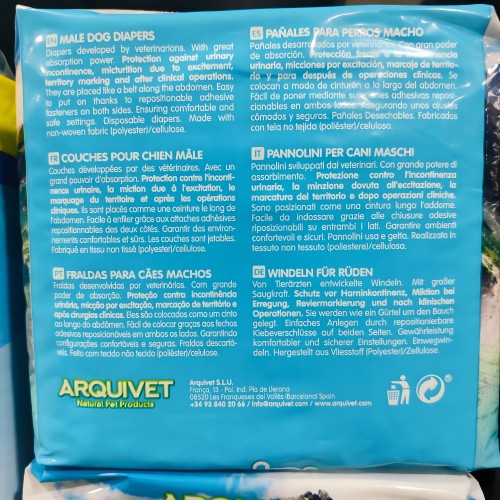 EN MALE DOG DIAPERS
Diapers developed by veterinarians. With great
absorption power. Protection against urinary
incontinence, micturition due to excitement,
territory marking and after clinical operations.
They are placed like a belt along the abdomen. Easy
to put on thanks to repositionable adhesive
fasteners on both sides. Ensuring comfortable and
safe settings. Disposable diapers. Made with
non-woven fabric (polyester)/cellulose.
ES PAÑALES PARA PERROS MACHO
Pañales desarrollados por veterinarios. Con gran poder
de absorción. Protección frente a la incontinencia
urinaria, micciones por excitación, marcaje de territo-
rio y para después de operaciones clínicas. Se
colocan a modo de cinturón a lo largo del abdomen.
Fácil de poner mediante sujeciones adhesivas reposi-
cionables en ambos lados. Asegurando unos ajustes
cómodos y seguros. Pañales Desechables. Fabricados
con tela no tejida (poliéster)/celulosa.
FR COUCHES POUR CHIEN MÂLE
Couches développées par des vétérinaires. Avec un
grand pouvoir d'absorption. Protection contre l'inconti-
nence urinaire, la miction due à l'excitation, le
marquage du territoire et après les opérations
cliniques. Ils sont placés comme une ceinture le long de
l'abdomen. Facile à enfiler grâce aux attaches adhésives
repositionnables des deux côtés. Garantir des environ-
nements confortables et sûrs. Les couches sont jetables.
Fabriqué en tissu non tissé (polyester)/cellulose.
IT PANNOLINI PER CANI MASCHI
Pannolini sviluppati dai veterinari. Con grande potere di
assorbimento. Protezione contro l'incontinenza
urinaria, la minzione dovuta all'eccitazione, la
marcatura del territorio e dopo operazioni cliniche.
Sono posizionati come una cintura lungo l'addome.
Facile da indossare grazie alle chiusure adesive
riposizionabili su entrambi i lati. Garantire ambienti
confortevoli e sicuri. Pannolini usa e getta. Realizzato in
tessuto non tessuto (poliestere)/cellulosa.
PT FRALDAS PARA CÃES MACHOS
Fraldas desenvolvidas por veterinários. Com grande
poder de absorção. Proteção contra incontinência
urinária, micção por excitação, marcação de território e
após cirurgias clínicas. Eles são colocados como um cinto
ao longo do abdômen. Fácil de colocar graças aos fechos
adesivos reposicionáveis em ambos os lados. Garantindo
configurações confortáveis e seguras. Fraldas descartá-
veis. Feito com tecido não tecido (poliéster)/celulose.
DE WINDELN FÜR RÜDEN
Von Tierärzten entwickelte Windeln. Mit großer
Saugkraft. Schutz vor Harninkontinenz, Miktion bei
Erregung, Reviermarkierung und nach klinischen
Operationen. Sie werden wie ein Gürtel um den Bauch
gelegt. Einfaches Anlegen durch repositionierbare
Klebeverschlüsse auf beiden Seiten. Gewährleistung
komfortabler und sicherer Einstellungen. Einwegwin-
deln. Hergestellt aus Vliesstoff (Polyester)/Zellulose.
ARQUIVET
Natural Pet Products
Arquivet S.L.U.
França, 13 - Pol. Ind. Pla de Llerona
08520 Les Franqueses del Vallès (Barcelona) Spain
+34 93 840 20 66 / info@arquivet.com / www.arquivet.com
ARQUIVET